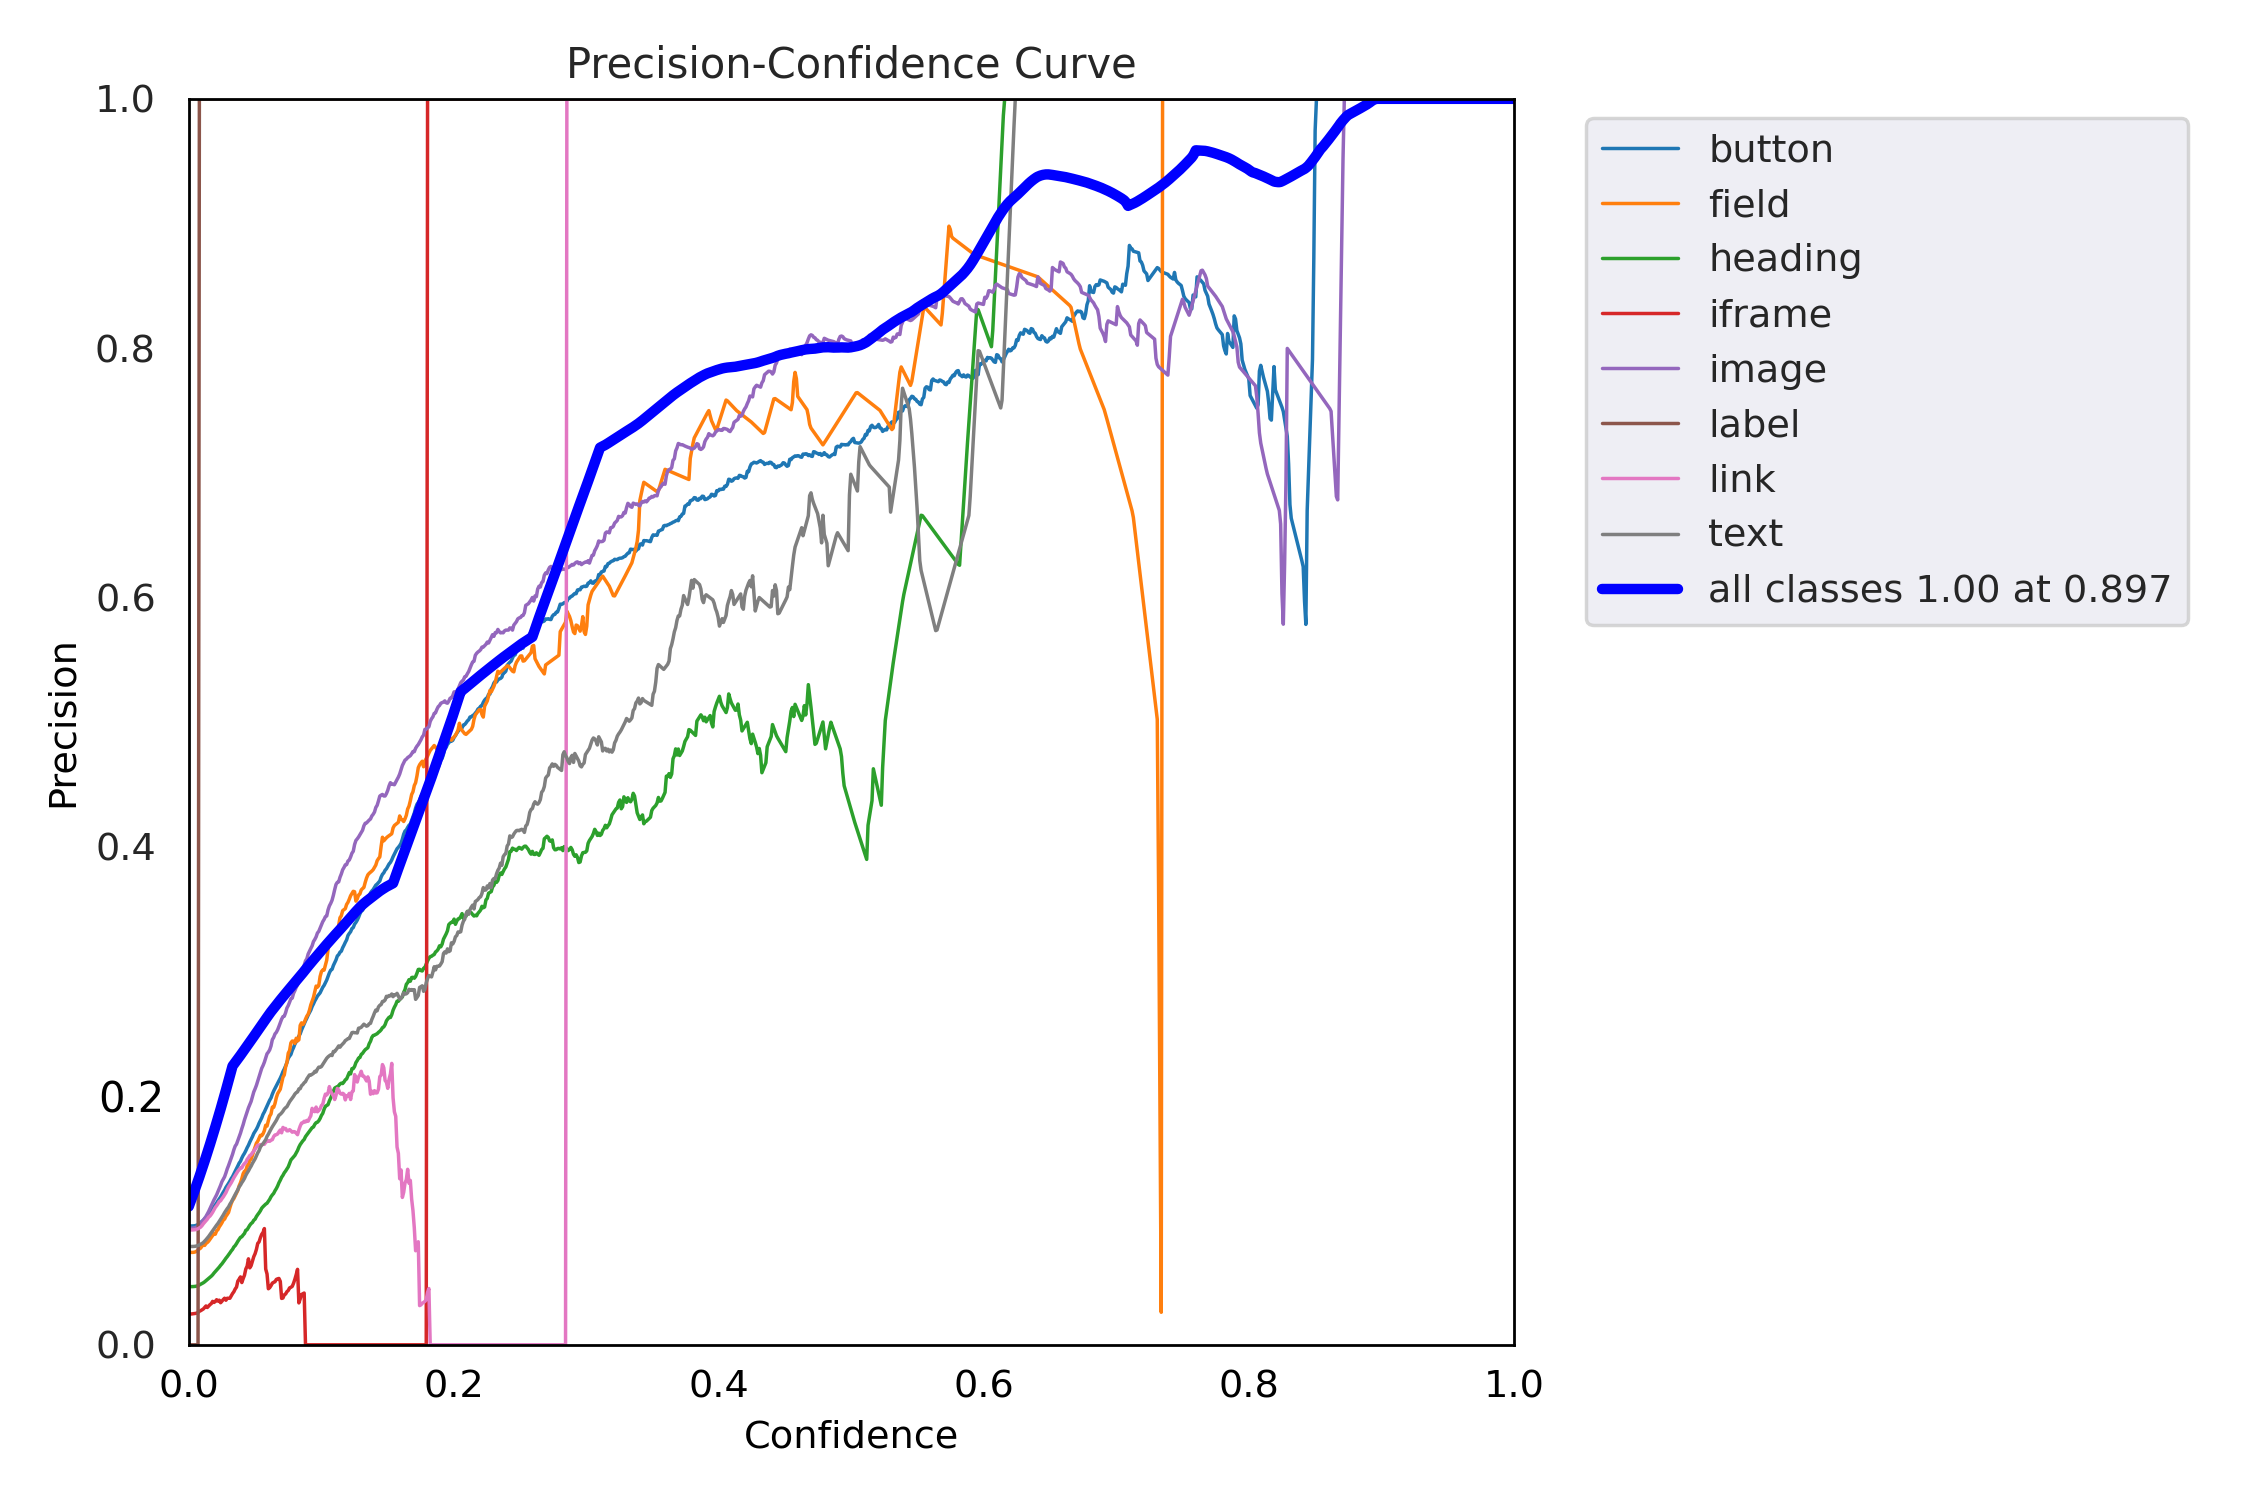 Precision-Confidence Curve
1.0
0.8
0.6
0.4
0.2
0.0
Precision
0.0 0.2 0.4 0.6 0.8 1.0
Confidence
button
field
heading
iframe
image
label
link
text
all classes 1.00 at 0.897